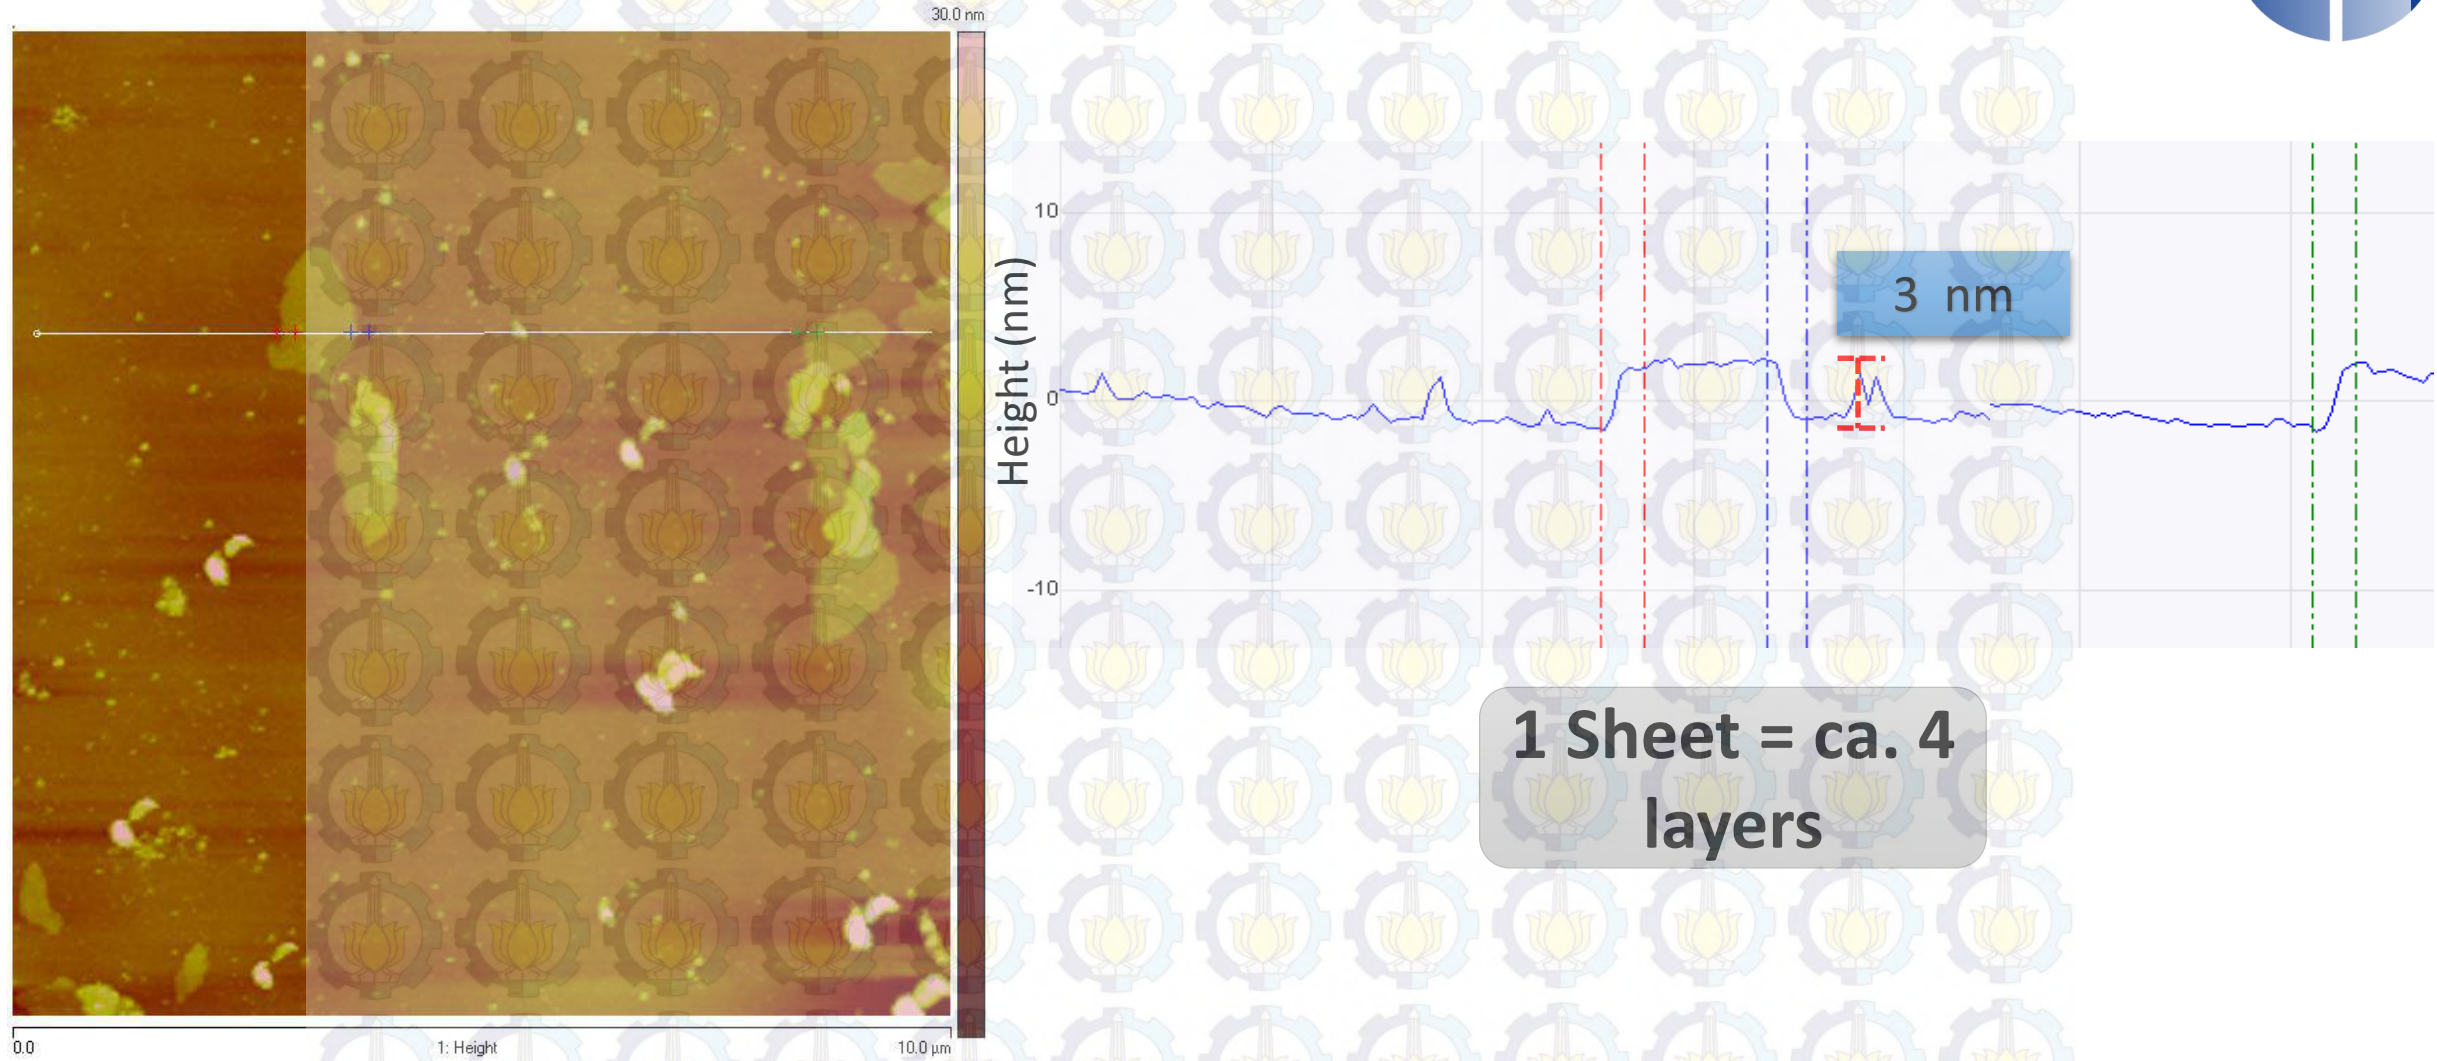 30.0 nm
0.0
1: Height
10.0 µm
Height (nm)
10
0
-10
3 nm
1 Sheet = ca. 4
layers